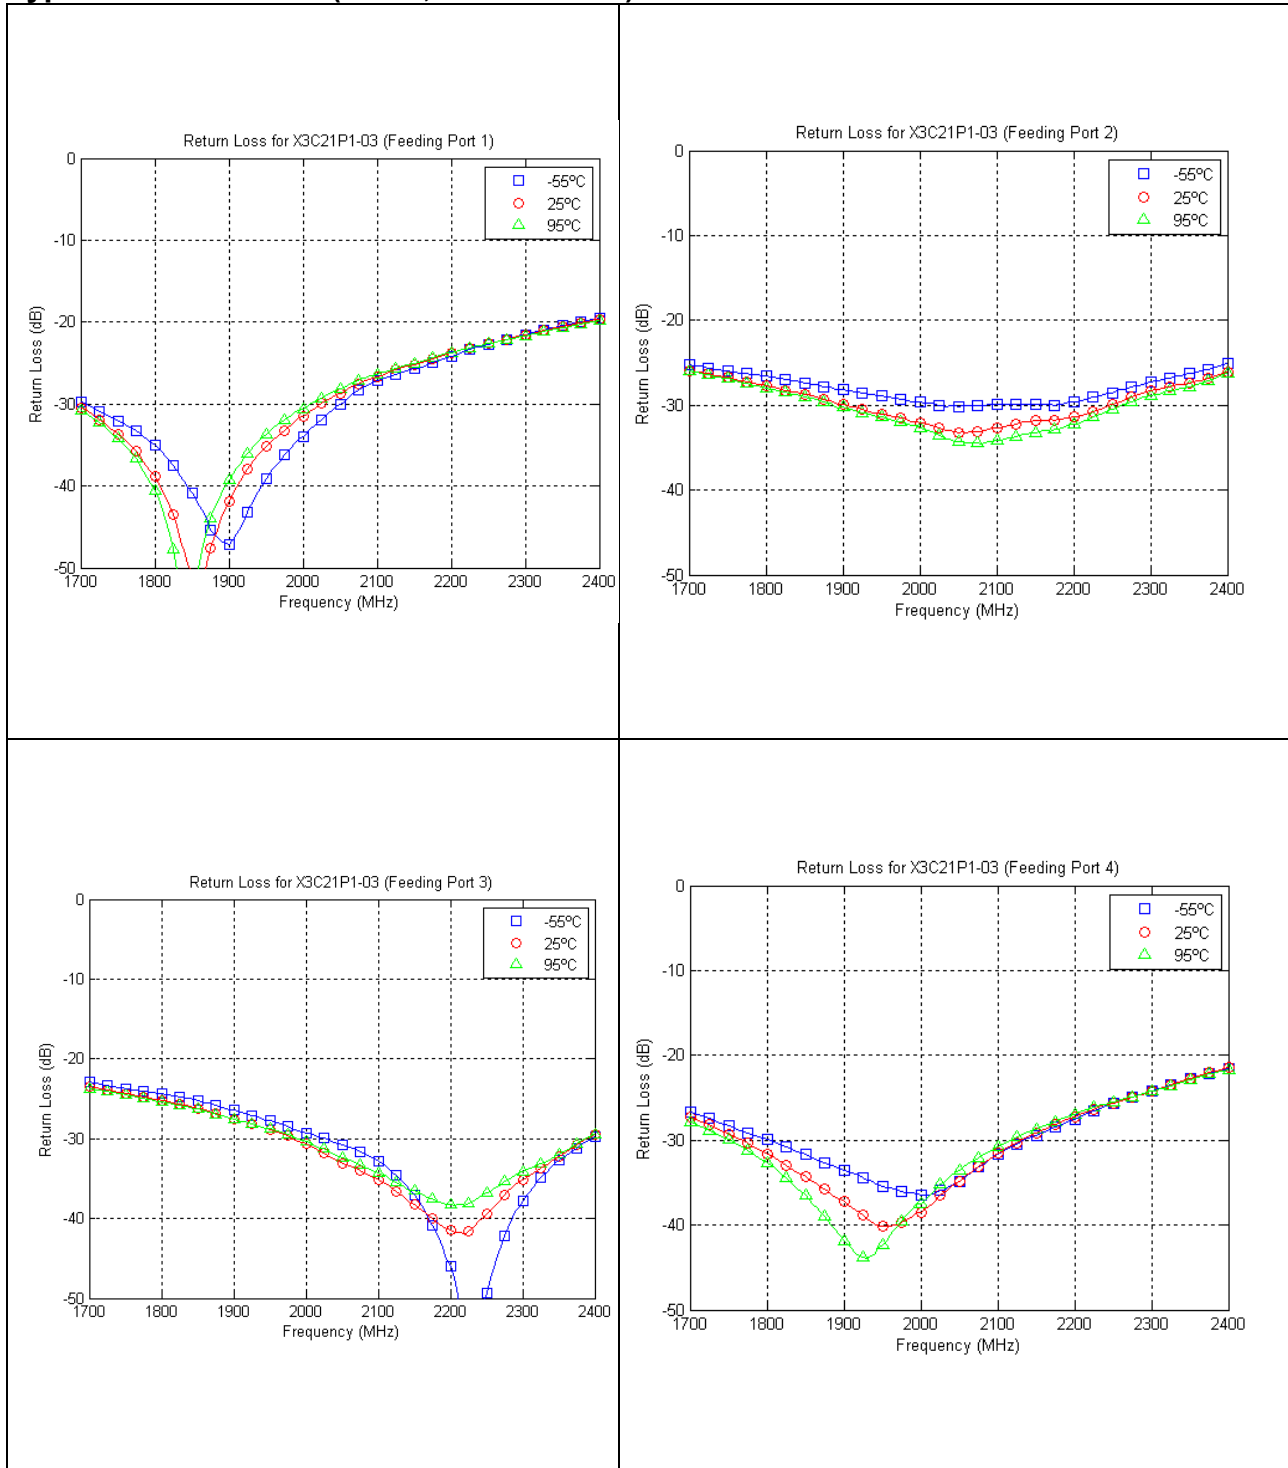 Return Loss for X3C21P1-03 (Feeding Port 1)
0
-10
-20
-30
-40
-50
Return Loss (dB)
-55ºC
25ºC
95ºC
1700 1800 1900 2000 2100 2200 2300 2400
Frequency (MHz)
Return Loss for X3C21P1-03 (Feeding Port 2)
0
-10
-20
-30
-40
-50
Return Loss (dB)
-55ºC
25ºC
95ºC
1700 1800 1900 2000 2100 2200 2300 2400
Frequency (MHz)
Return Loss for X3C21P1-03 (Feeding Port 3)
0
-10
-20
-30
-40
-50
Return Loss (dB)
-55ºC
25ºC
95ºC
1700 1800 1900 2000 2100 2200 2300 2400
Frequency (MHz)
Return Loss for X3C21P1-03 (Feeding Port 4)
0
-10
-20
-30
-40
-50
Return Loss (dB)
-55ºC
25ºC
95ºC
1700 1800 1900 2000 2100 2200 2300 2400
Frequency (MHz)